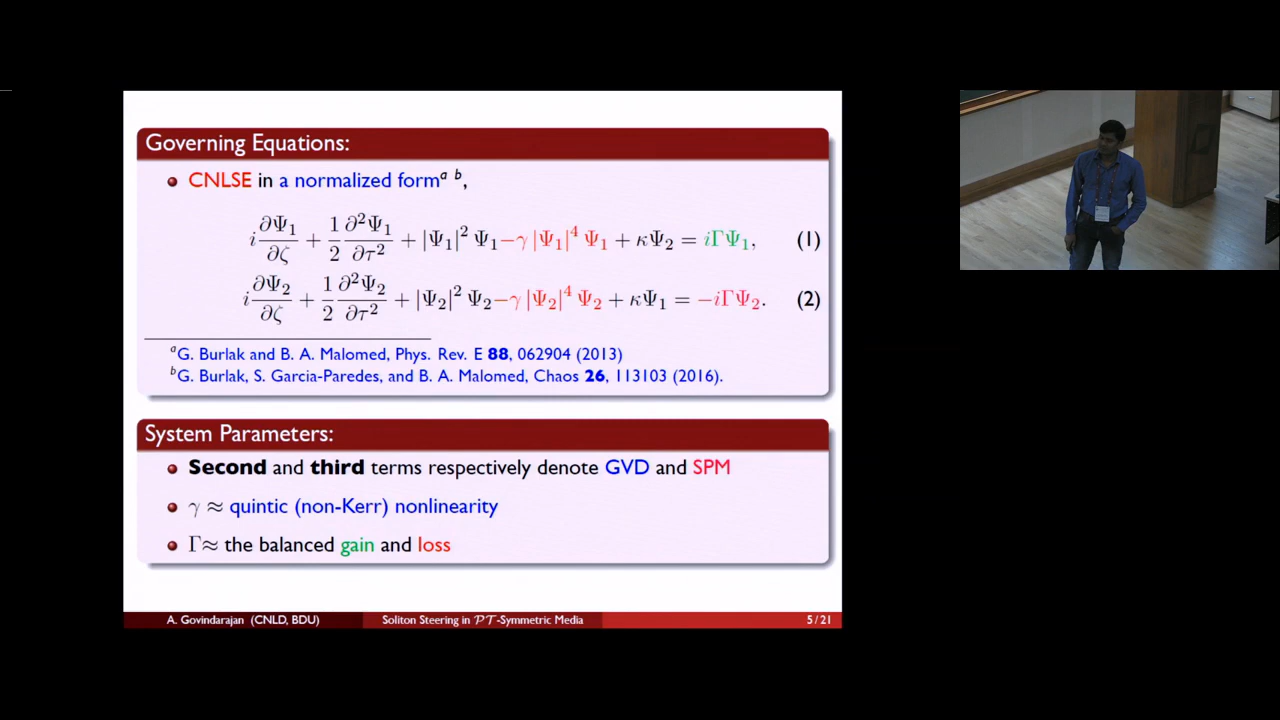 Governing Equations:
CNLSE in a normalized form^a ^b,
i ∂Ψ₁/∂ζ + 1/2 ∂²Ψ₁/∂τ² + |Ψ₁|² Ψ₁ −γ |Ψ₁|⁴ Ψ₁ + κΨ₂ = iΓΨ₁, (1)
i ∂Ψ₂/∂ζ + 1/2 ∂²Ψ₂/∂τ² + |Ψ₂|² Ψ₂ −γ |Ψ₂|⁴ Ψ₂ + κΨ₁ = −iΓΨ₂. (2)
^aG. Burlak and B. A. Malomed, Phys. Rev. E 88, 062904 (2013)
^bG. Burlak, S. Garcia-Paredes, and B. A. Malomed, Chaos 26, 113103 (2016).
System Parameters:
Second and third terms respectively denote GVD and SPM
γ ≈ quintic (non-Kerr) nonlinearity
Γ≈ the balanced gain and loss
A. Govindarajan (CNLD, BDU) Soliton Steering in 𝒫𝒯-Symmetric Media 5 / 21